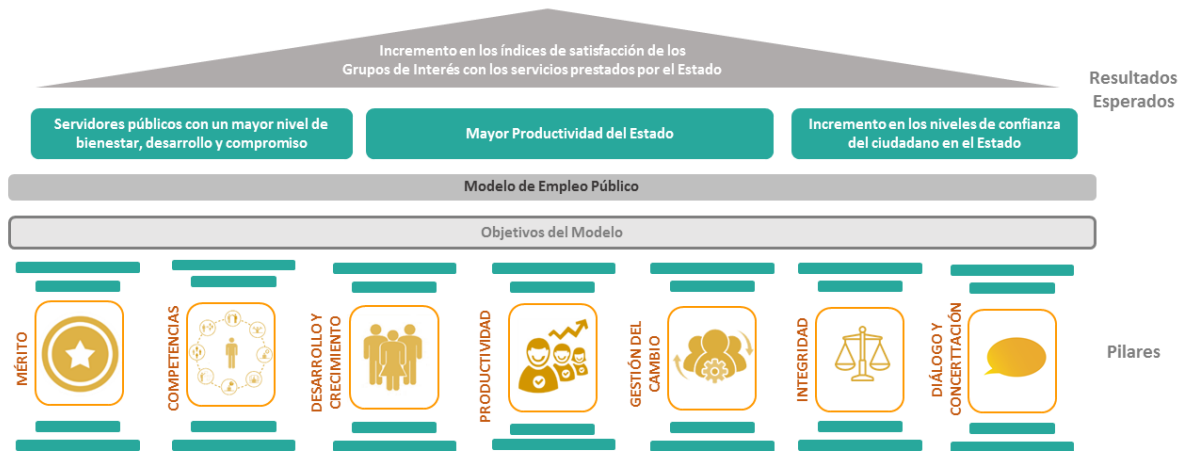 Incremento en los índices de satisfacción de los
Grupos de Interés con los servicios prestados por el Estado
Resultados
Esperados
Servidores públicos con un mayor nivel de
bienestar, desarrollo y compromiso
Mayor Productividad del Estado
Incremento en los niveles de confianza
del ciudadano en el Estado
Modelo de Empleo Público
Objetivos del Modelo
MÉRITO
COMPETENCIAS
DESARROLLO Y
CRECIMIENTO
PRODUCTIVIDAD
GESTIÓN DEL
CAMBIO
INTEGRIDAD
DIÁLOGO Y
CONCERTTACIÓN
Pilares